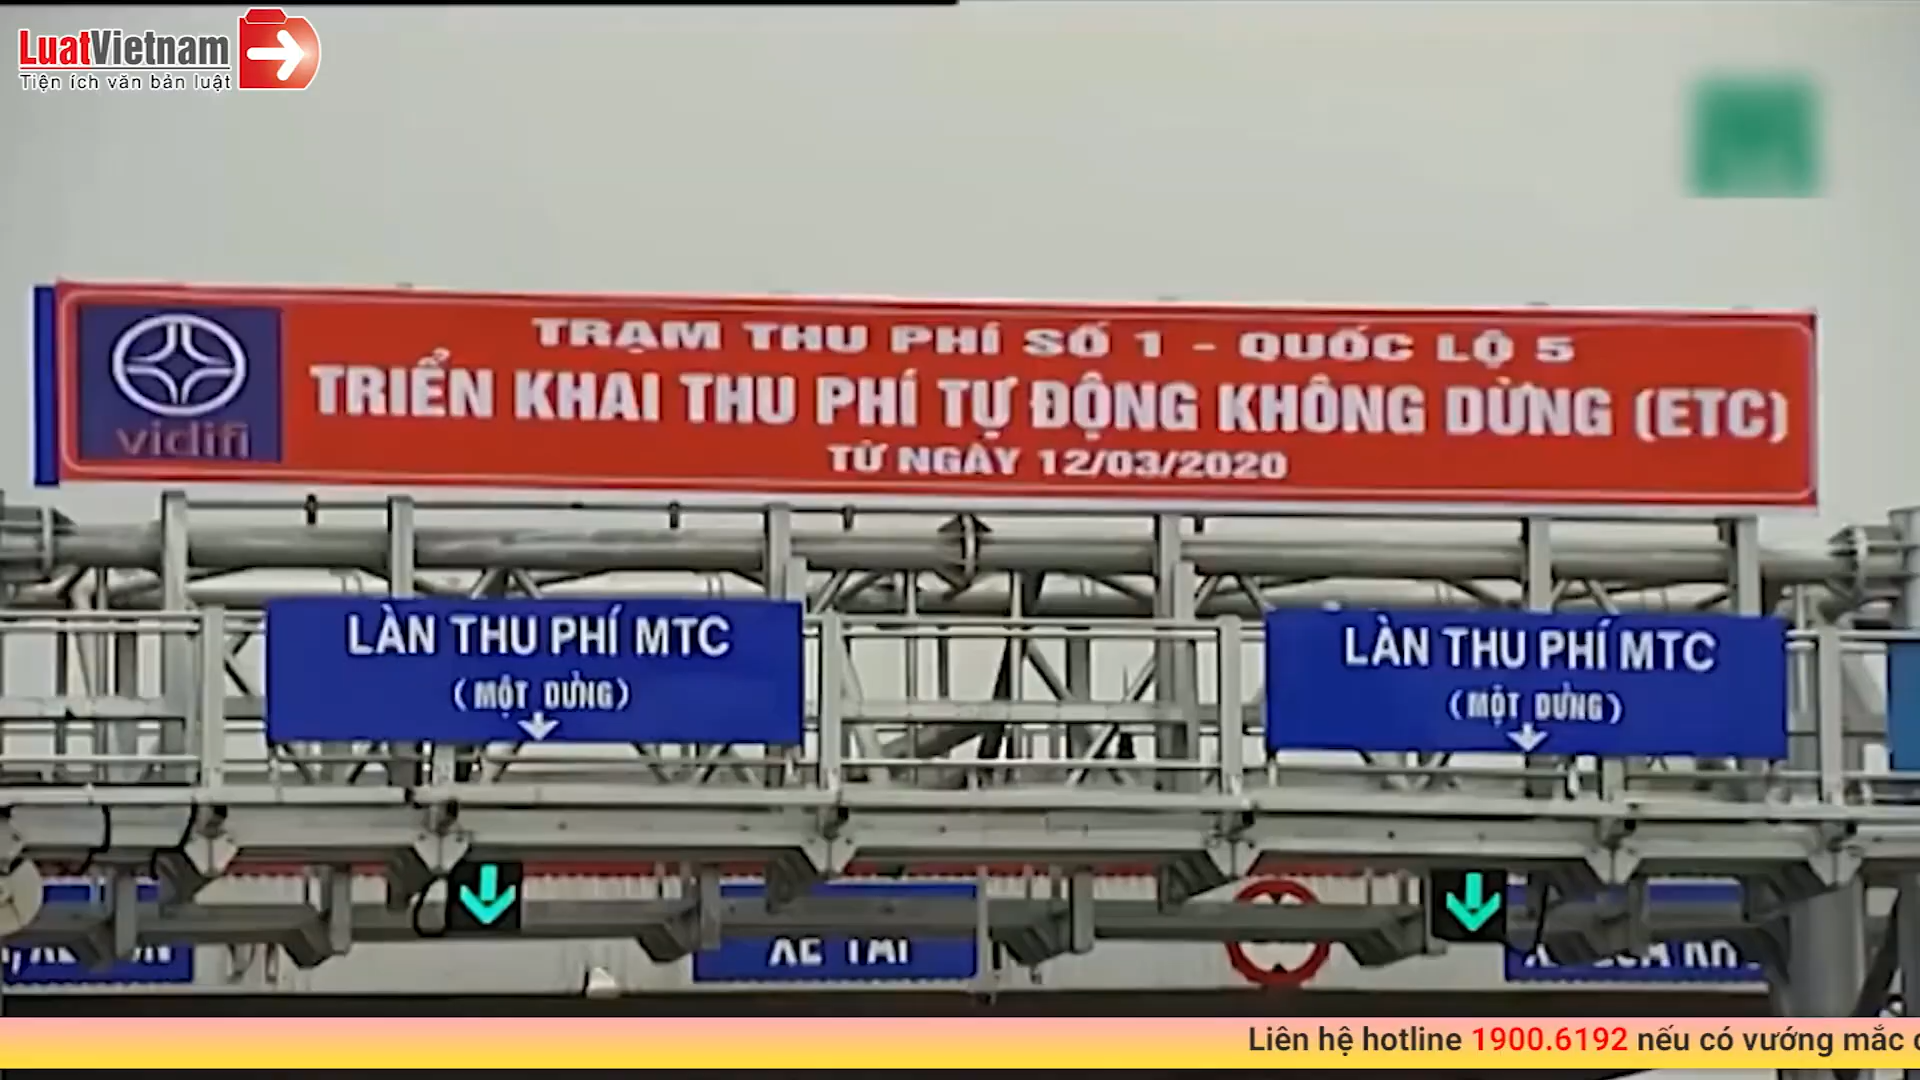 LuatVietnam
Tiện ích văn bản luật
TRẠM THU PHÍ SỐ 1 - QUỐC LỘ 5
TRIỂN KHAI THU PHÍ TỰ ĐỘNG KHÔNG DỪNG (ETC)
TỪ NGÀY 12/03/2020
vidifi
LÀN THU PHÍ MTC
(MỘT DỪNG)
LÀN THU PHÍ MTC
(MỘT DỪNG)
XE TẢI
Liên hệ hotline 1900.6192 nếu có vướng mắc